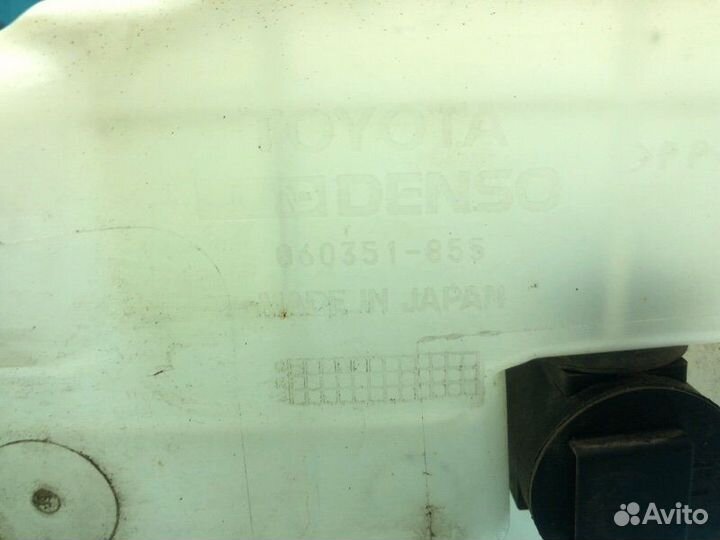 TOYOTA
DENSO
060351-855
MADE IN JAPAN
Avito